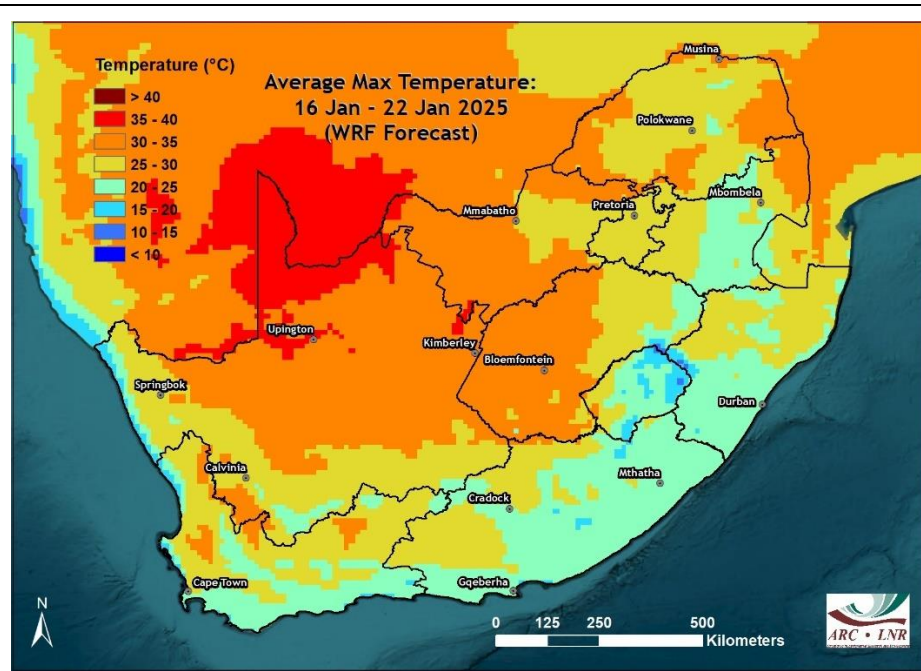 Temperature (°C)
> 40
35 - 40
30 - 35
25 - 30
20 - 25
15 - 20
10 - 15
< 10
Average Max Temperature:
16 Jan - 22 Jan 2025
(WRF Forecast)
Musina
Polokwane
Mbombela
Pretoria
Mmabatho
Upington
Kimberley
Bloemfontein
Springbok
Durban
Calvinia
Mthatha
Cradock
Cape Town
Gqeberha
N
0 125 250 500
Kilometers
ARC • LNR